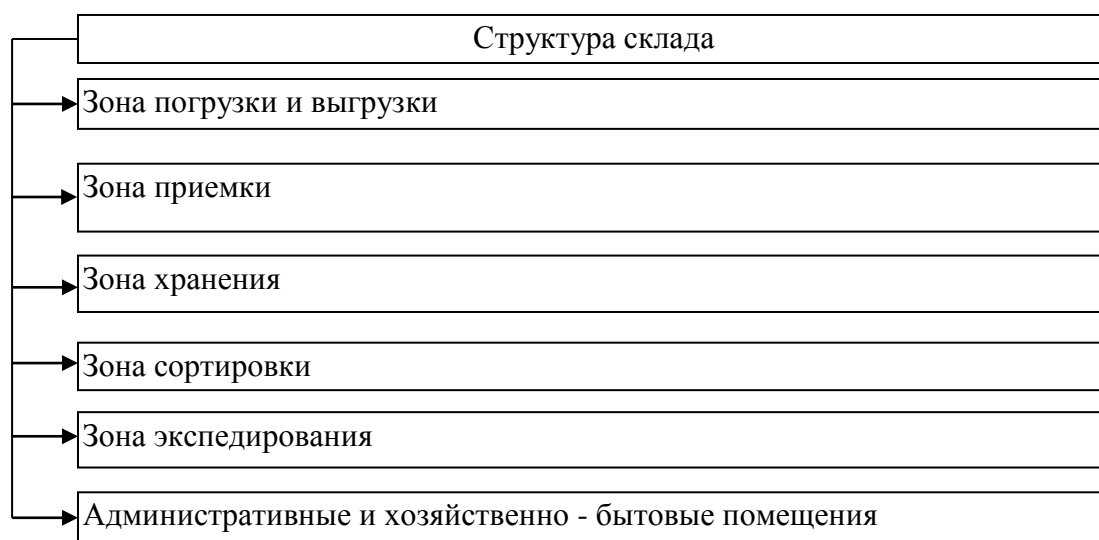 Структура склада
Зона погрузки и выгрузки
Зона приемки
Зона хранения
Зона сортировки
Зона экспедирования
Административные и хозяйственно - бытовые помещения